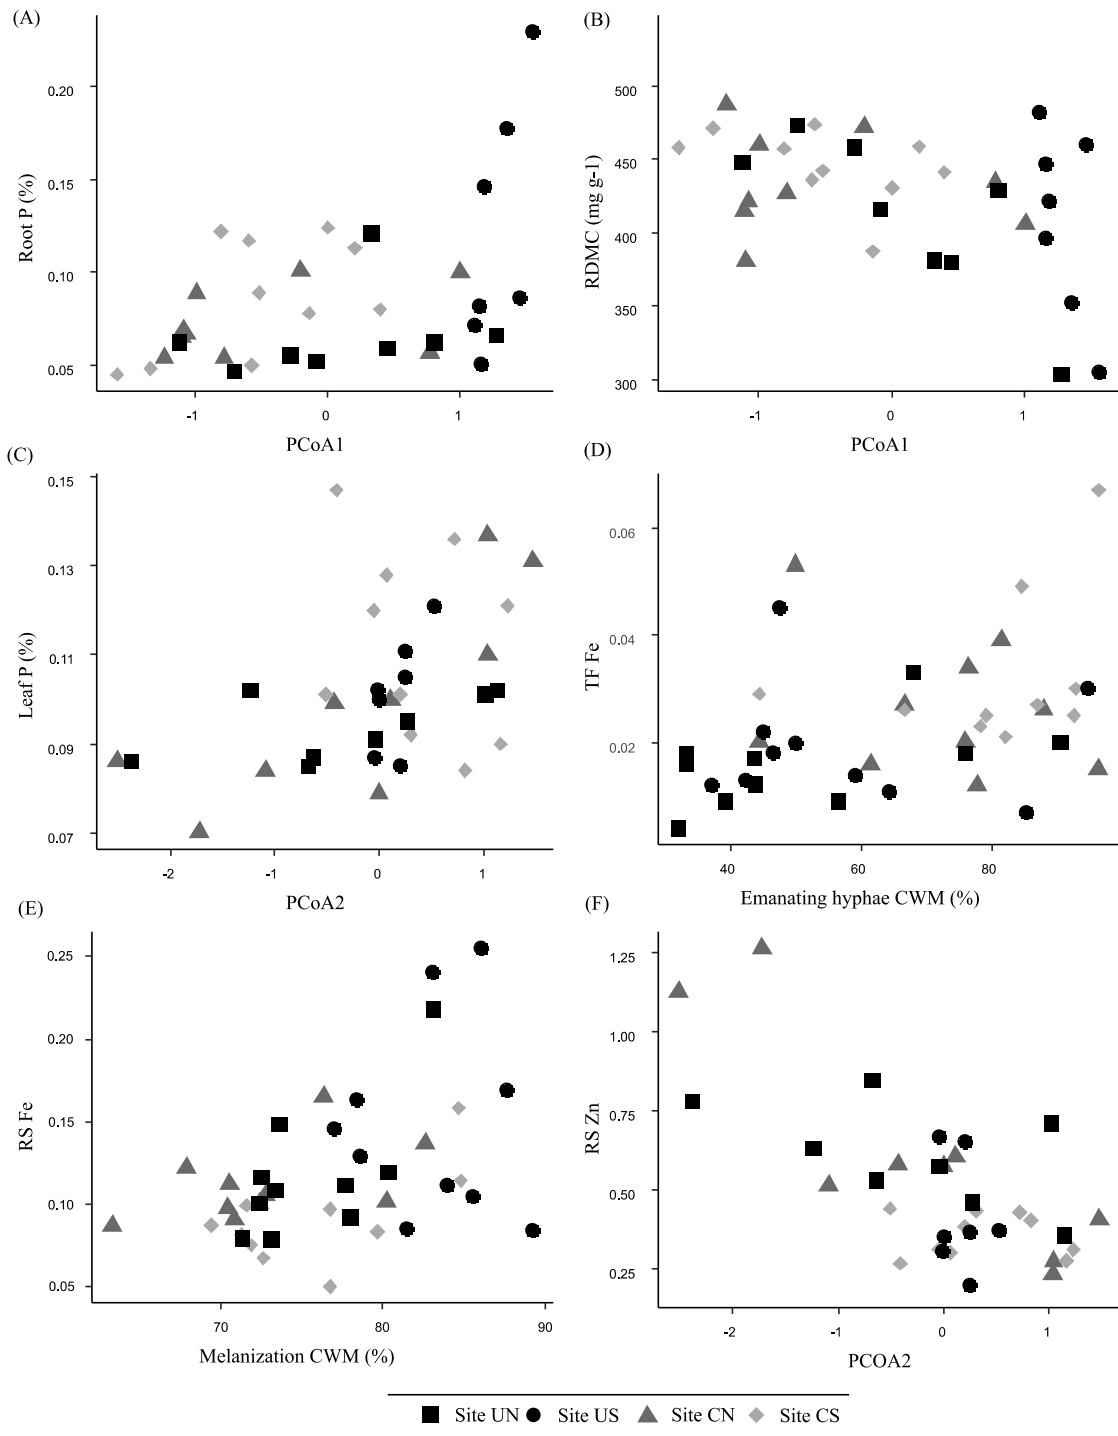 (A)
Root P (%)
0.20
0.15
0.10
0.05
-1 0 1
PCoA1
(B)
RDMC (mg g-1)
500
450
400
350
300
-1 0 1
PCoA1
(C)
Leaf P (%)
0.15
0.13
0.11
0.09
0.07
-2 -1 0 1
PCoA2
(D)
TF Fe
0.06
0.04
0.02
40 60 80
Emanating hyphae CWM (%)
(E)
RS Fe
0.25
0.20
0.15
0.10
0.05
70 80 90
Melanization CWM (%)
(F)
RS Zn
1.25
1.00
0.75
0.50
0.25
-2 -1 0 1
PCOA2
Site UN Site US Site CN Site CS